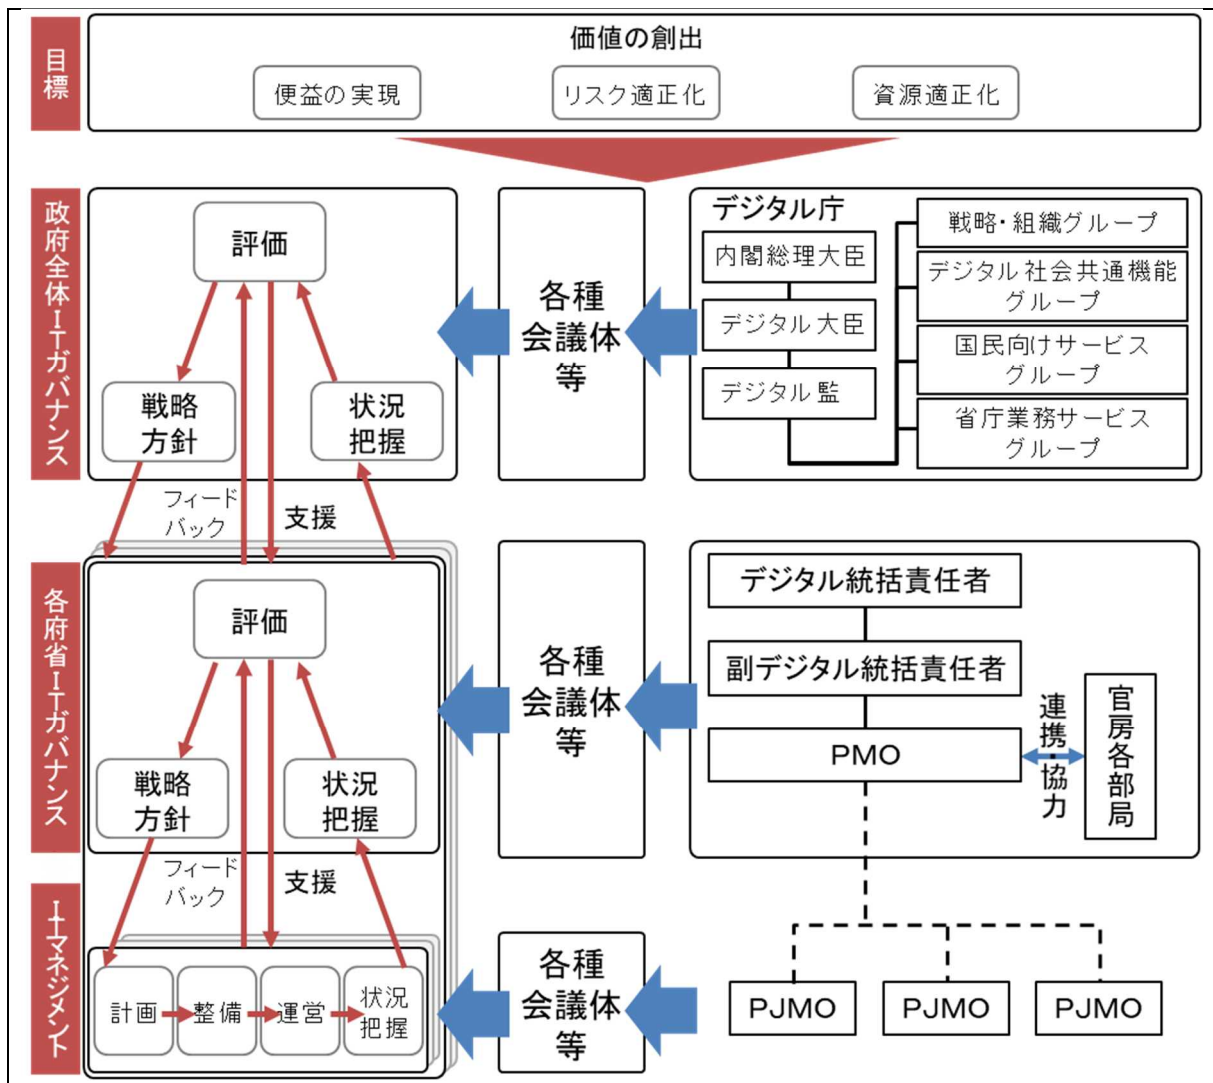 目標
価値の創出
便益の実現
リスク適正化
資源適正化
政府全体ITガバナンス
評価
戦略
方針
状況
把握
各種
会議体
等
デジタル庁
内閣総理大臣
デジタル大臣
デジタル監
戦略・組織グループ
デジタル社会共通機能
グループ
国民向けサービス
グループ
省庁業務サービス
グループ
フィード
バック
支援
各府省ITガバナンス
評価
戦略
方針
状況
把握
各種
会議体
等
デジタル統括責任者
副デジタル統括責任者
PMO
連携・協力
官房各部局
フィード
バック
支援
ITマネジメント
計画
整備
運営
状況
把握
各種
会議体
等
PJMO
PJMO
PJMO